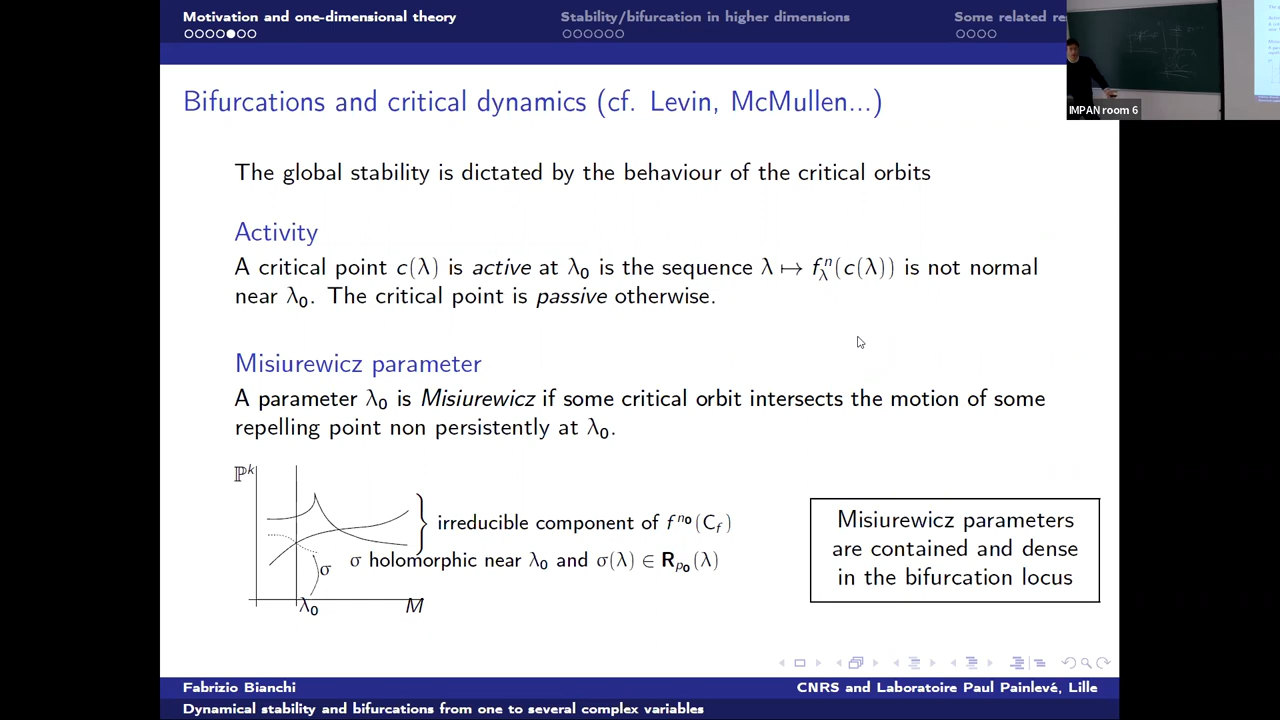 Motivation and one-dimensional theory
Stability/bifurcation in higher dimensions
Some related re
IMPAN room 6
Bifurcations and critical dynamics (cf. Levin, McMullen...)
The global stability is dictated by the behaviour of the critical orbits
Activity
A critical point c(λ) is active at λ₀ is the sequence λ ↦ fλⁿ(c(λ)) is not normal
near λ₀. The critical point is passive otherwise.
Misiurewicz parameter
A parameter λ₀ is Misiurewicz if some critical orbit intersects the motion of some
repelling point non persistently at λ₀.
ℙᵏ
irreducible component of fⁿ⁰(C_f)
σ holomorphic near λ₀ and σ(λ) ∈ R_p₀(λ)
σ
λ₀
M
Misiurewicz parameters
are contained and dense
in the bifurcation locus
Fabrizio Bianchi
CNRS and Laboratoire Paul Painlevé, Lille
Dynamical stability and bifurcations from one to several complex variables